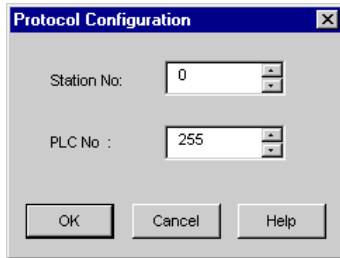 Protocol Configuration
Station No: 0
PLC No : 255
OK Cancel Help